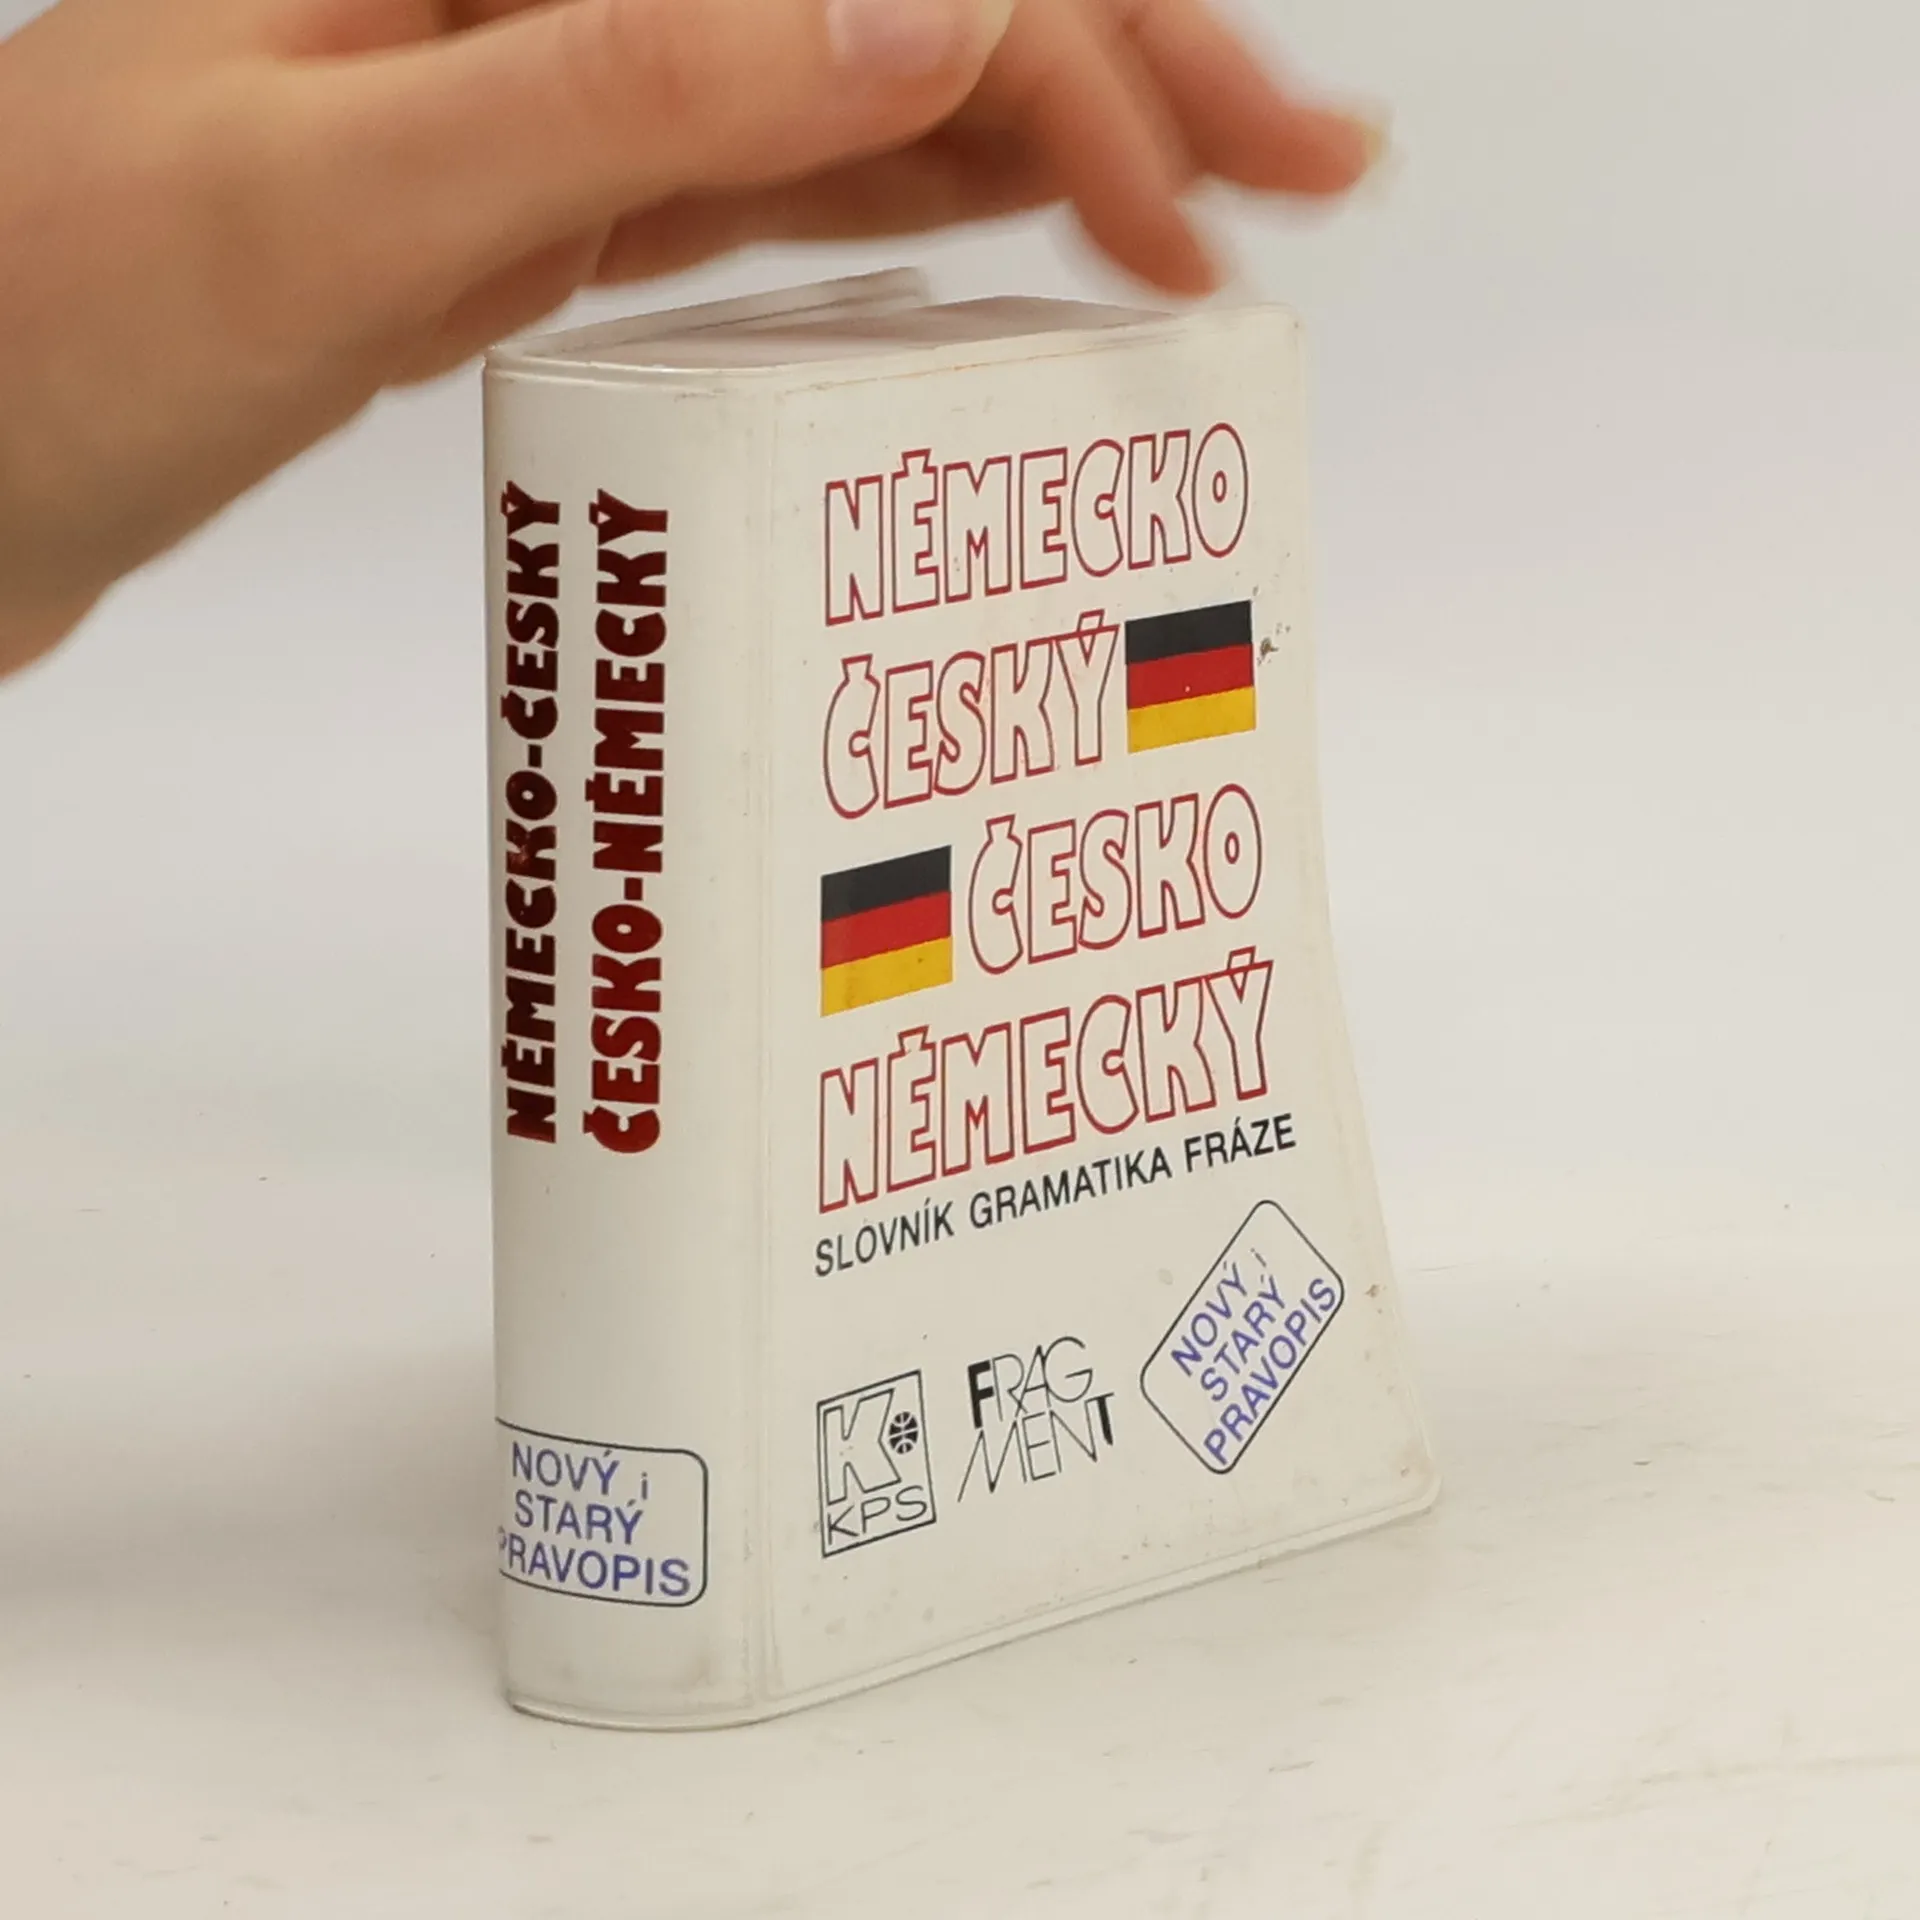 NĚMECKO-ČESKÝ
ČESKO-NĚMECKÝ
NOVÝ i
STARÝ
PRAVOPIS
NĚMECKO
ČESKÝ
ČESKO
NĚMECKÝ
SLOVNÍK GRAMATIKA FRÁZE
K
KPS
FRAG
MENT
NOVÝ i
STARÝ
PRAVOPIS